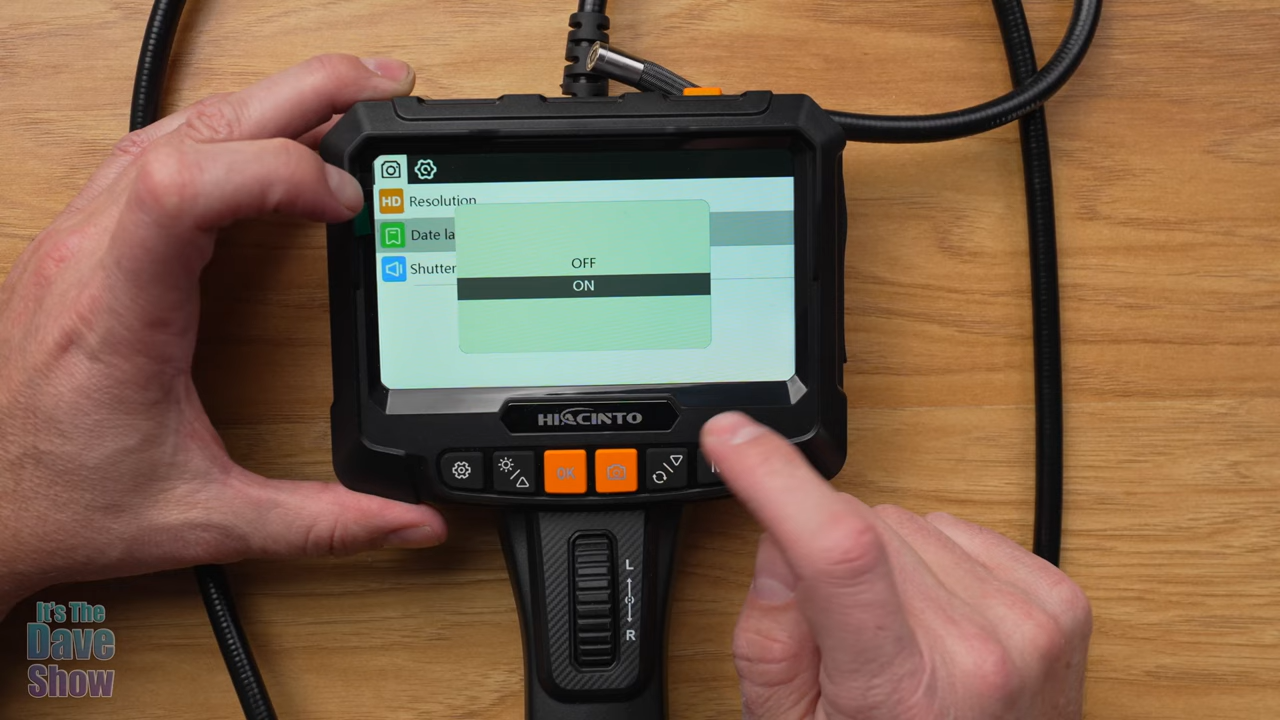 HD Resolution
Date la
Shutter
OFF
ON
HIACINTO
OK
L
R
It's The
Dave
Show